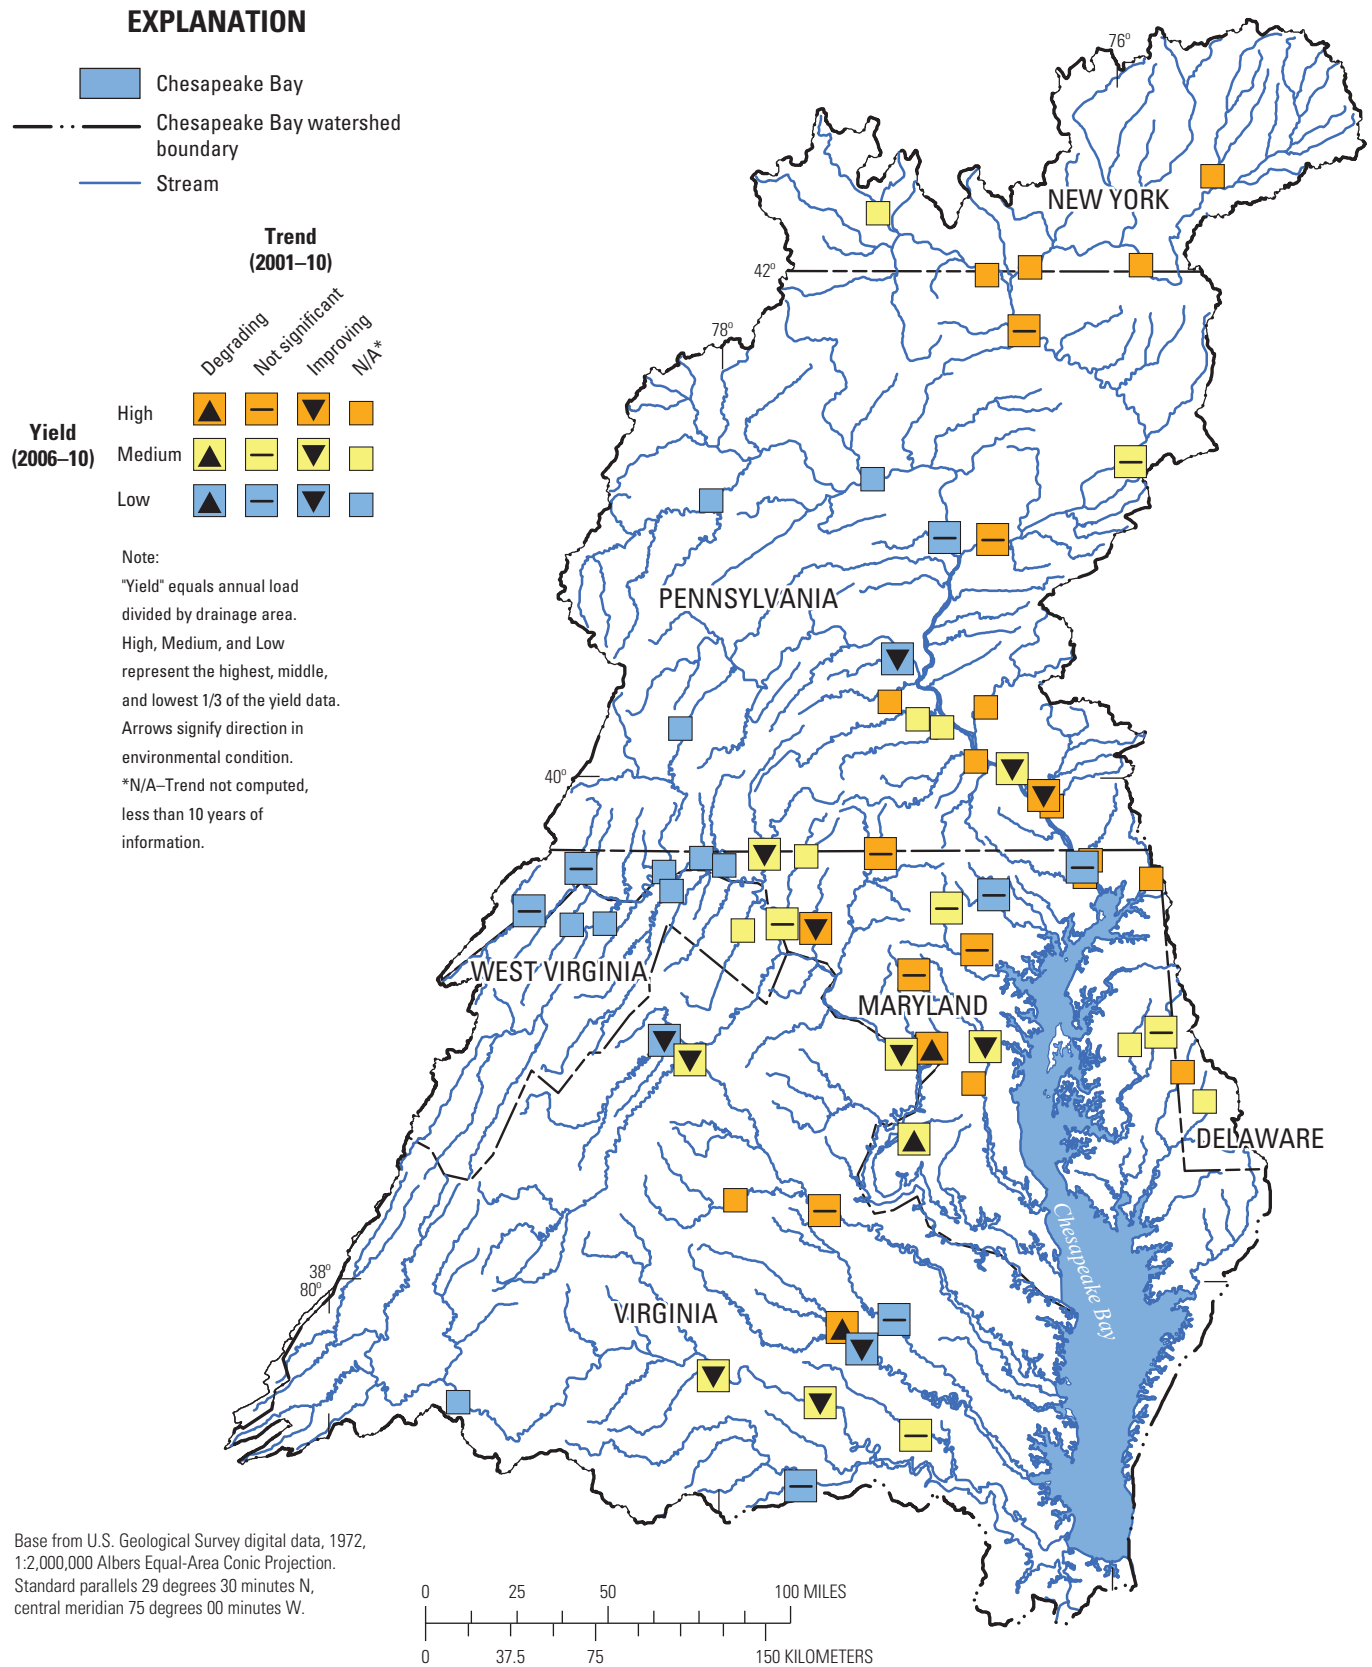 EXPLANATION
Chesapeake Bay
Chesapeake Bay watershed
boundary
Stream
Trend
(2001–10)
Degrading
Not significant
Improving
N/A*
Yield
(2006–10)
High
Medium
Low
Note:
"Yield" equals annual load
divided by drainage area.
High, Medium, and Low
represent the highest, middle,
and lowest 1/3 of the yield data.
Arrows signify direction in
environmental condition.
*N/A–Trend not computed,
less than 10 years of
information.
76°
NEW YORK
42°
78°
PENNSYLVANIA
40°
WEST VIRGINIA
MARYLAND
DELAWARE
Chesapeake Bay
38°
80°
VIRGINIA
Base from U.S. Geological Survey digital data, 1972,
1:2,000,000 Albers Equal-Area Conic Projection.
Standard parallels 29 degrees 30 minutes N,
central meridian 75 degrees 00 minutes W.
0 25 50 100 MILES
0 37.5 75 150 KILOMETERS